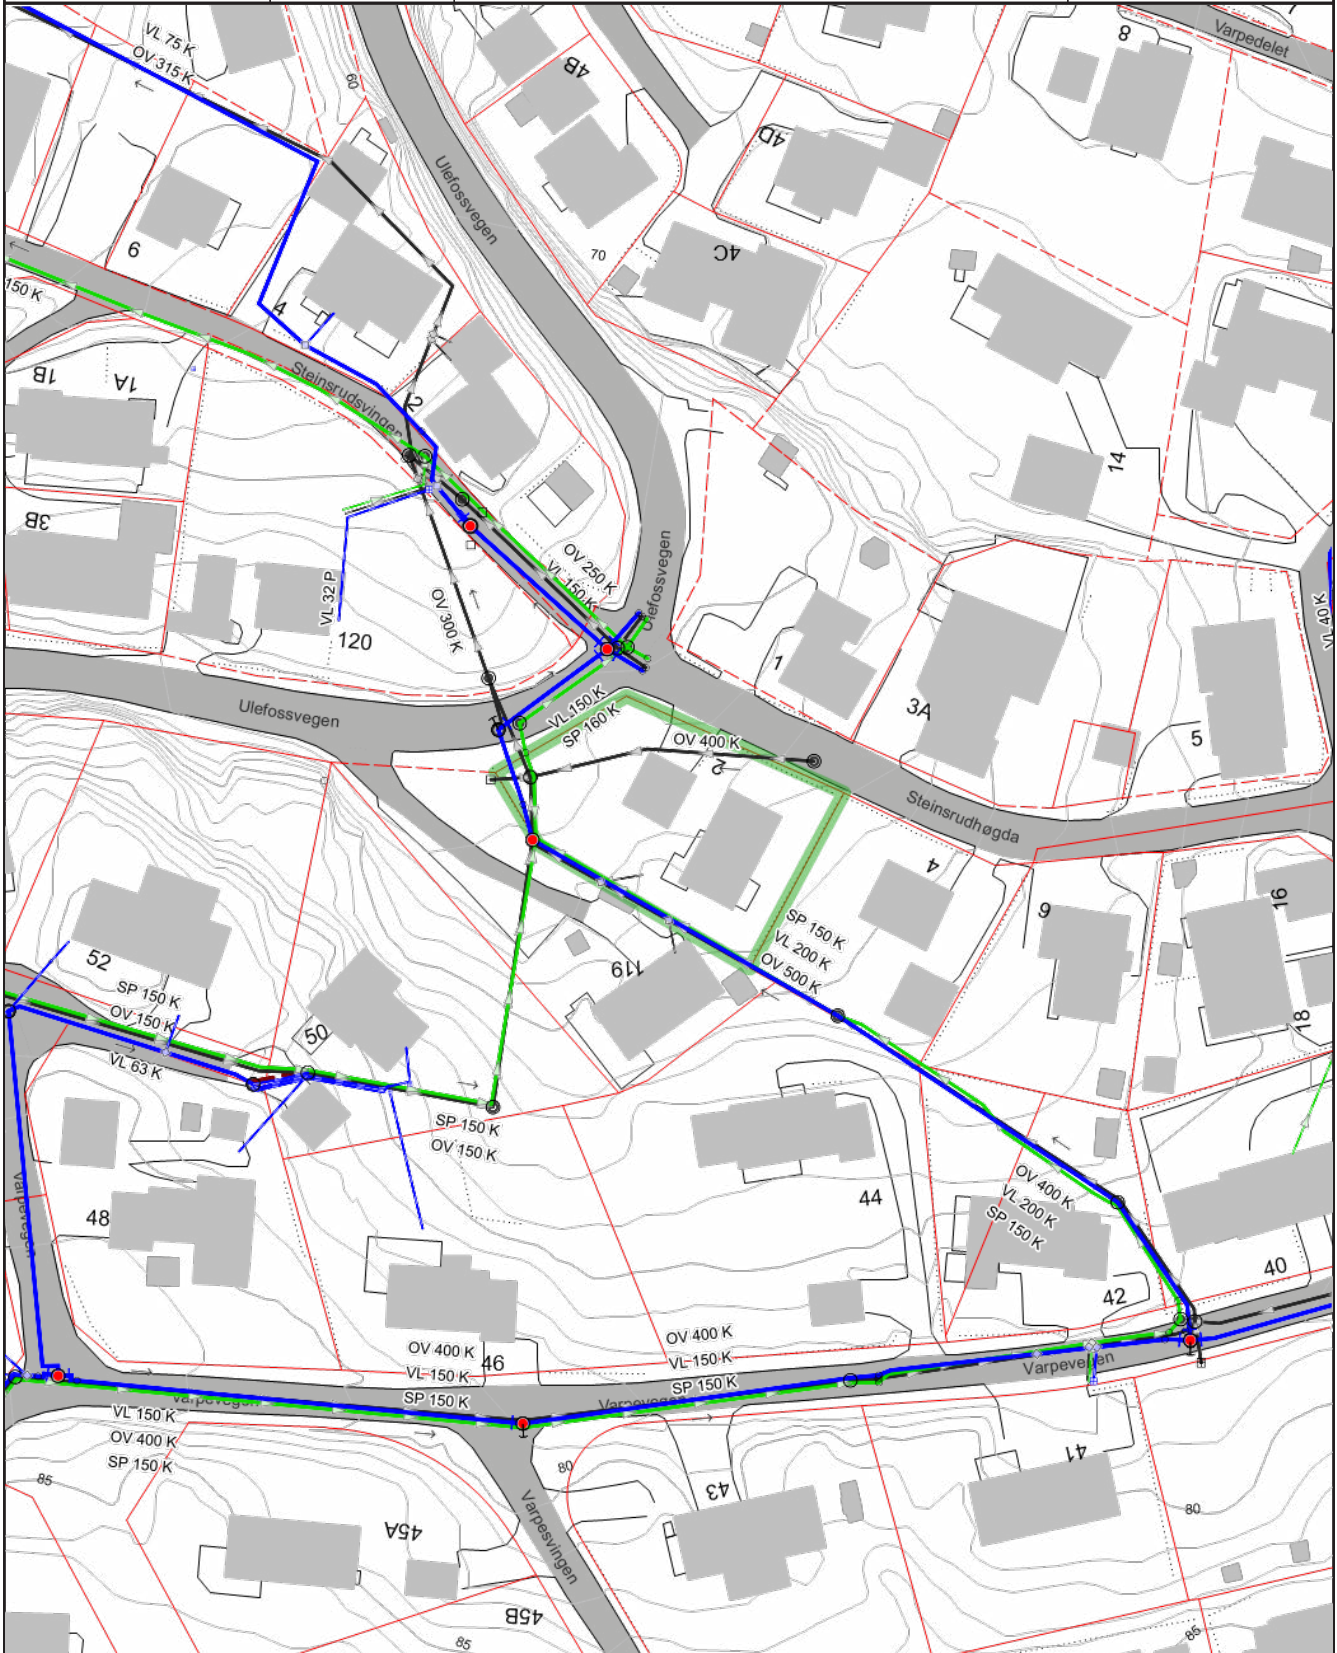 VL 75 K
OV 315 K
60
4B
8
Varpedelet
4D
Ulefossvegen
9
70
4C
150 K
4
1B
1A
Steinsrudsvingen
2
14
3B
OV 250 K
VL 150 K
Ulefossvegen
VL 32 P
OV 300 K
VL 40 K
120
1
Ulefossvegen
VL 150 K
SP 160 K
3A
OV 400 K
2
5
Steinsrudhøgda
4
SP 150 K
VL 200 K
OV 500 K
9
16
52
119
SP 150 K
OV 150 K
50
18
VL 63 K
SP 150 K
OV 150 K
OV 400 K
VL 200 K
SP 150 K
44
48
Varpevegen
42
40
OV 400 K
VL 150 K
SP 150 K
46
OV 400 K
VL 150 K
SP 150 K
Varpevegen
Varpevegen
Varpevegen
VL 150 K
OV 400 K
SP 150 K
85
80
43
41
80
45A
Varpesvingen
45B
85
85